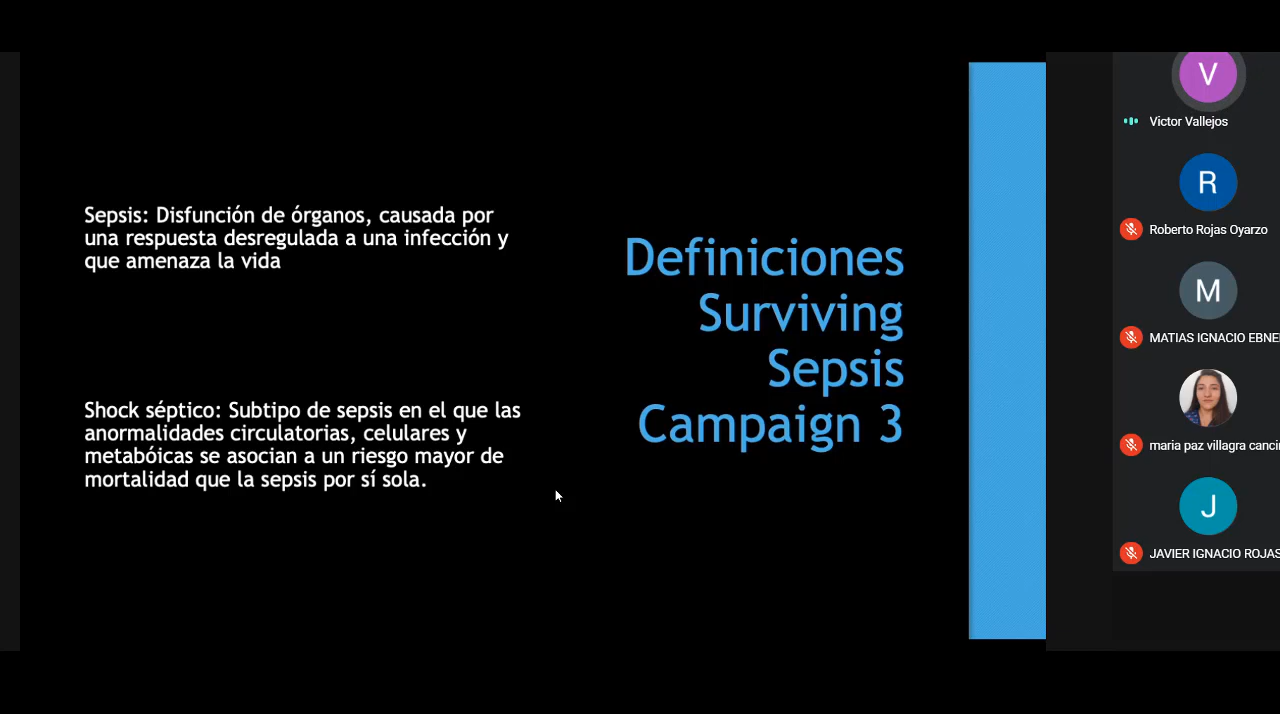 Sepsis: Disfunción de órganos, causada por
una respuesta desregulada a una infección y
que amenaza la vida
Shock séptico: Subtipo de sepsis en el que las
anormalidades circulatorias, celulares y
metabóicas se asocian a un riesgo mayor de
mortalidad que la sepsis por sí sola.
Definiciones
Surviving
Sepsis
Campaign 3
V
Victor Vallejos
R
Roberto Rojas Oyarzo
M
MATIAS IGNACIO EBNE
maria paz villagra canci
J
JAVIER IGNACIO ROJAS